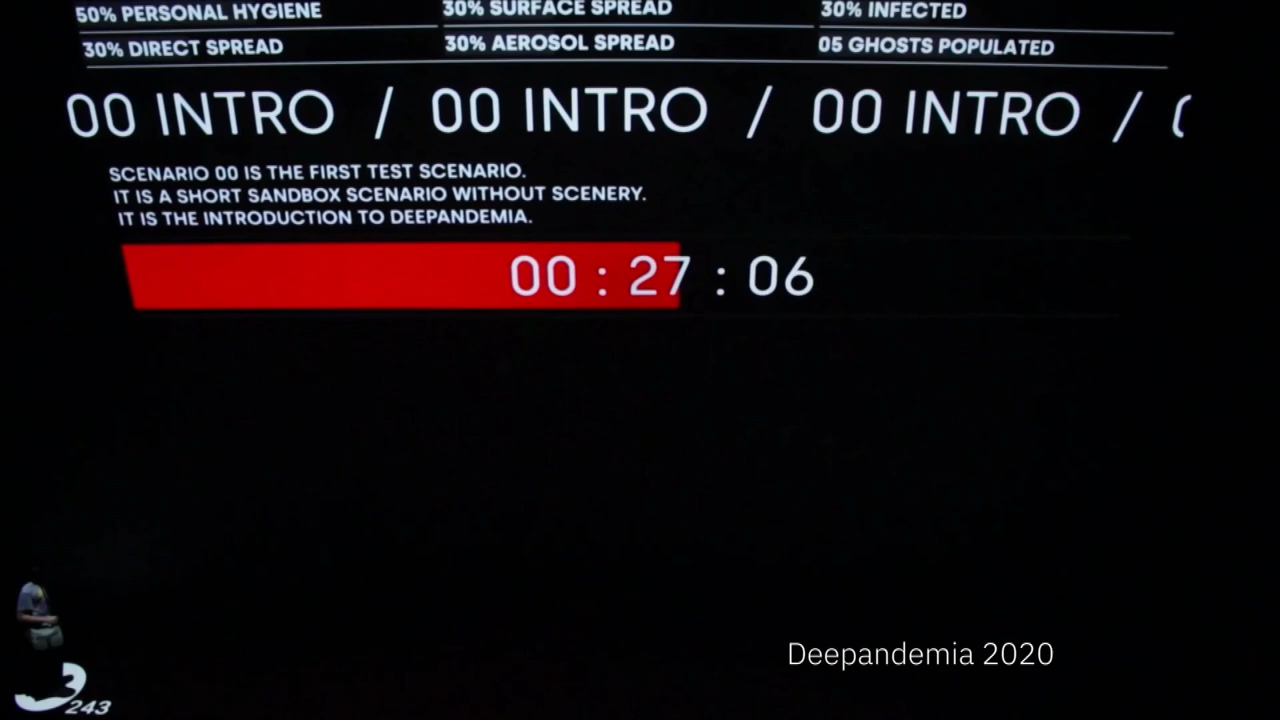 50% PERSONAL HYGIENE 30% SURFACE SPREAD 30% INFECTED
30% DIRECT SPREAD 30% AEROSOL SPREAD 05 GHOSTS POPULATED
00 INTRO / 00 INTRO / 00 INTRO /
SCENARIO 00 IS THE FIRST TEST SCENARIO.
IT IS A SHORT SANDBOX SCENARIO WITHOUT SCENERY.
IT IS THE INTRODUCTION TO DEEPANDEMIA.
00 : 27 : 06
Deepandemia 2020
3
243